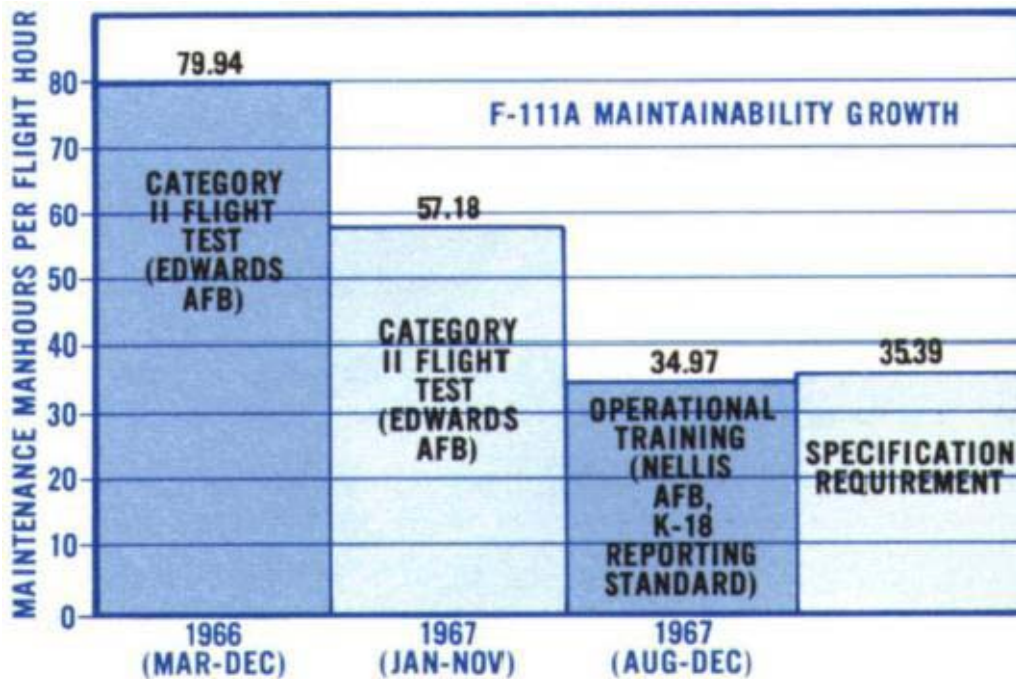 MAINTENANCE MANHOURS PER FLIGHT HOUR
F-111A MAINTAINABILITY GROWTH
80
70
60
50
40
30
20
10
0
79.94
CATEGORY
II FLIGHT
TEST
(EDWARDS
AFB)
57.18
CATEGORY
II FLIGHT
TEST
(EDWARDS
AFB)
34.97
OPERATIONAL
TRAINING
(NELLIS
AFB,
K-18
REPORTING
STANDARD)
35.39
SPECIFICATION
REQUIREMENT
1966
(MAR-DEC)
1967
(JAN-NOV)
1967
(AUG-DEC)